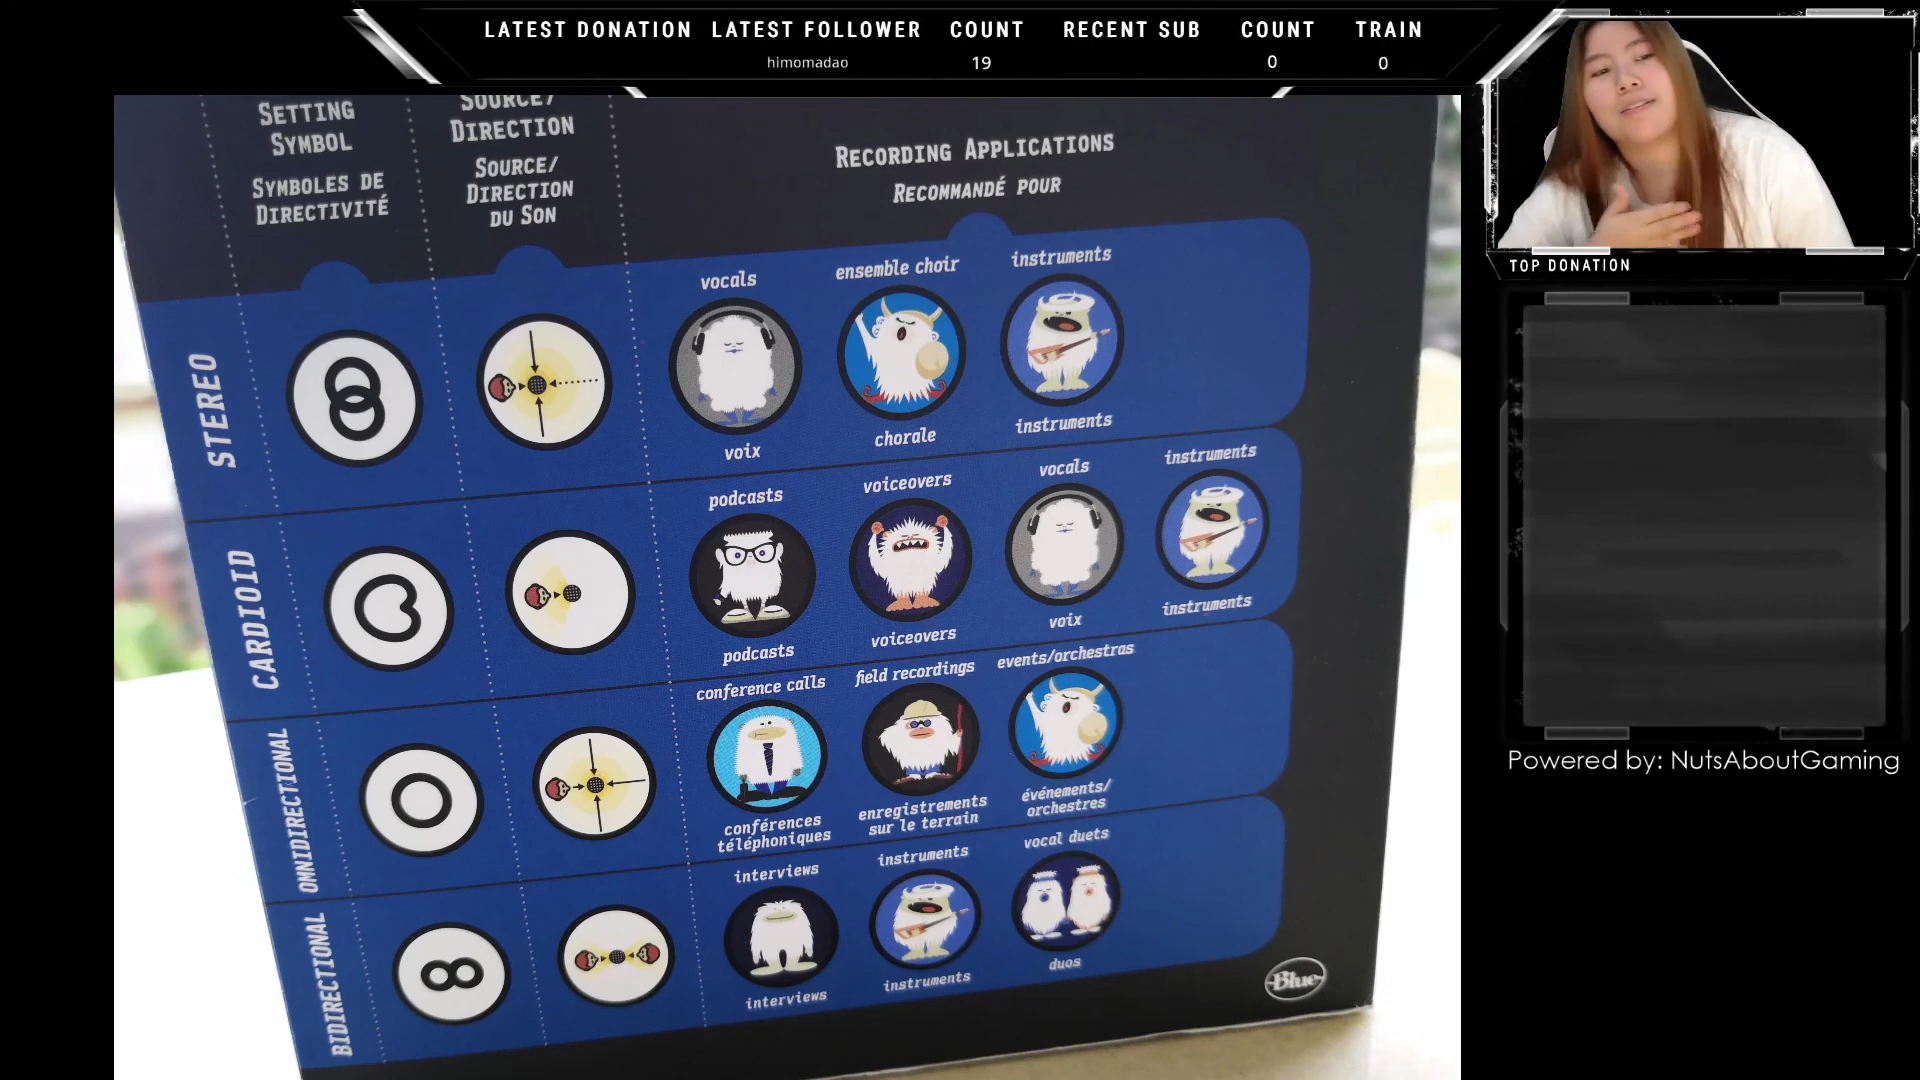 LATEST DONATION LATEST FOLLOWER COUNT RECENT SUB COUNT TRAIN
himomadao 19 0 0
TOP DONATION
Powered by: NutsAboutGaming
SETTING
SYMBOL
SYMBOLES DE
DIRECTIVITÉ
SOURCE/
DIRECTION
SOURCE/
DIRECTION
DU SON
RECORDING APPLICATIONS
RECOMMANDÉ POUR
STEREO
vocals
voix
ensemble choir
chorale
instruments
instruments
CARDIOID
podcasts
podcasts
voiceovers
voiceovers
vocals
voix
instruments
instruments
OMNIDIRECTIONAL
conference calls
conférences
téléphoniques
field recordings
enregistrements
sur le terrain
events/orchestras
événements/
orchestres
BIDIRECTIONAL
interviews
interviews
instruments
instruments
vocal duets
duos
Blue